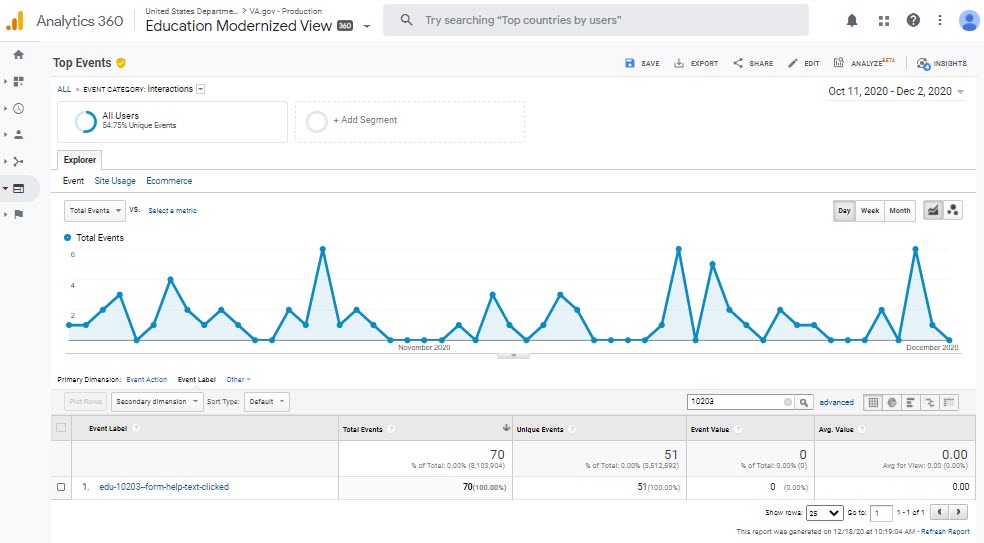 Analytics 360
United States Departme... > VA.gov - Production
Education Modernized View 360
Try searching “Top countries by users”
Top Events
SAVE
EXPORT
SHARE
EDIT
ANALYZE BETA
INSIGHTS
ALL » EVENT CATEGORY: Interactions
Oct 11, 2020 - Dec 2, 2020
All Users
54.75% Unique Events
+ Add Segment
Explorer
Event Site Usage Ecommerce
Total Events VS. Select a metric
Day Week Month
Total Events
6
4
2
November 2020
December 2020
Primary Dimension: Event Action Event Label Other
Plot Rows Secondary dimension Sort Type: Default
10203
advanced
Event Label ? Total Events ? Unique Events ? Event Value ? Avg. Value ?
70 51 0 0.00
% of Total: 0.00% (8,103,904) % of Total: 0.00% (3,512,592) % of Total: 0.00% (0) Avg for View: 0.00 (0.00%)
1. edu-10203--form-help-text-clicked 70(100.00%) 51(100.00%) 0 (0.00%) 0.00
Show rows: 25 Go to: 1 1 - 1 of 1
This report was generated on 12/18/20 at 10:19:04 AM - Refresh Report